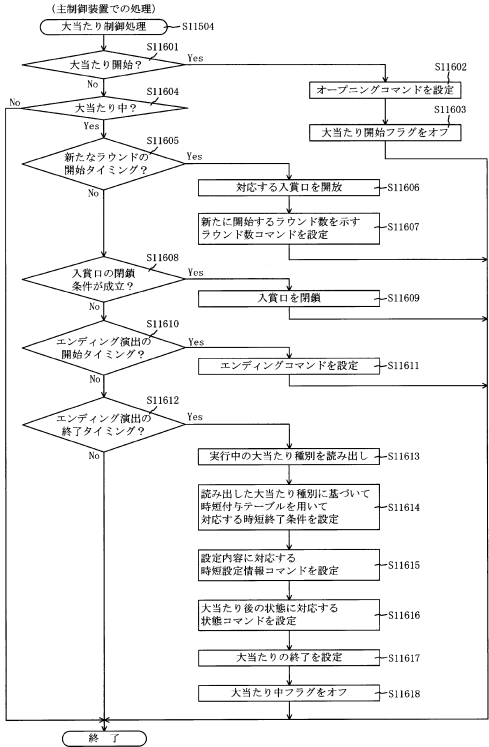 (主制御装置での処理)
大当たり制御処理
S11504
S11601
大当たり開始？
Yes
No
S11602
オープニングコマンドを設定
S11603
大当たり開始フラグをオフ
S11604
No
大当たり中？
Yes
S11605
新たなラウンドの
開始タイミング？
Yes
No
対応する入賞口を開放
S11606
新たに開始するラウンド数を示す
ラウンド数コマンドを設定
S11607
S11608
入賞口の閉鎖
条件が成立？
Yes
No
入賞口を閉鎖
S11609
S11610
エンディング演出の
開始タイミング？
Yes
No
エンディングコマンドを設定
S11611
S11612
エンディング演出の
終了タイミング？
Yes
No
実行中の大当たり種別を読み出し
S11613
読み出した大当たり種別に基づいて
時短付与テーブルを用いて
対応する時短終了条件を設定
S11614
設定内容に対応する
時短設定情報コマンドを設定
S11615
大当たり後の状態に対応する
状態コマンドを設定
S11616
大当たりの終了を設定
S11617
大当たり中フラグをオフ
S11618
終 了